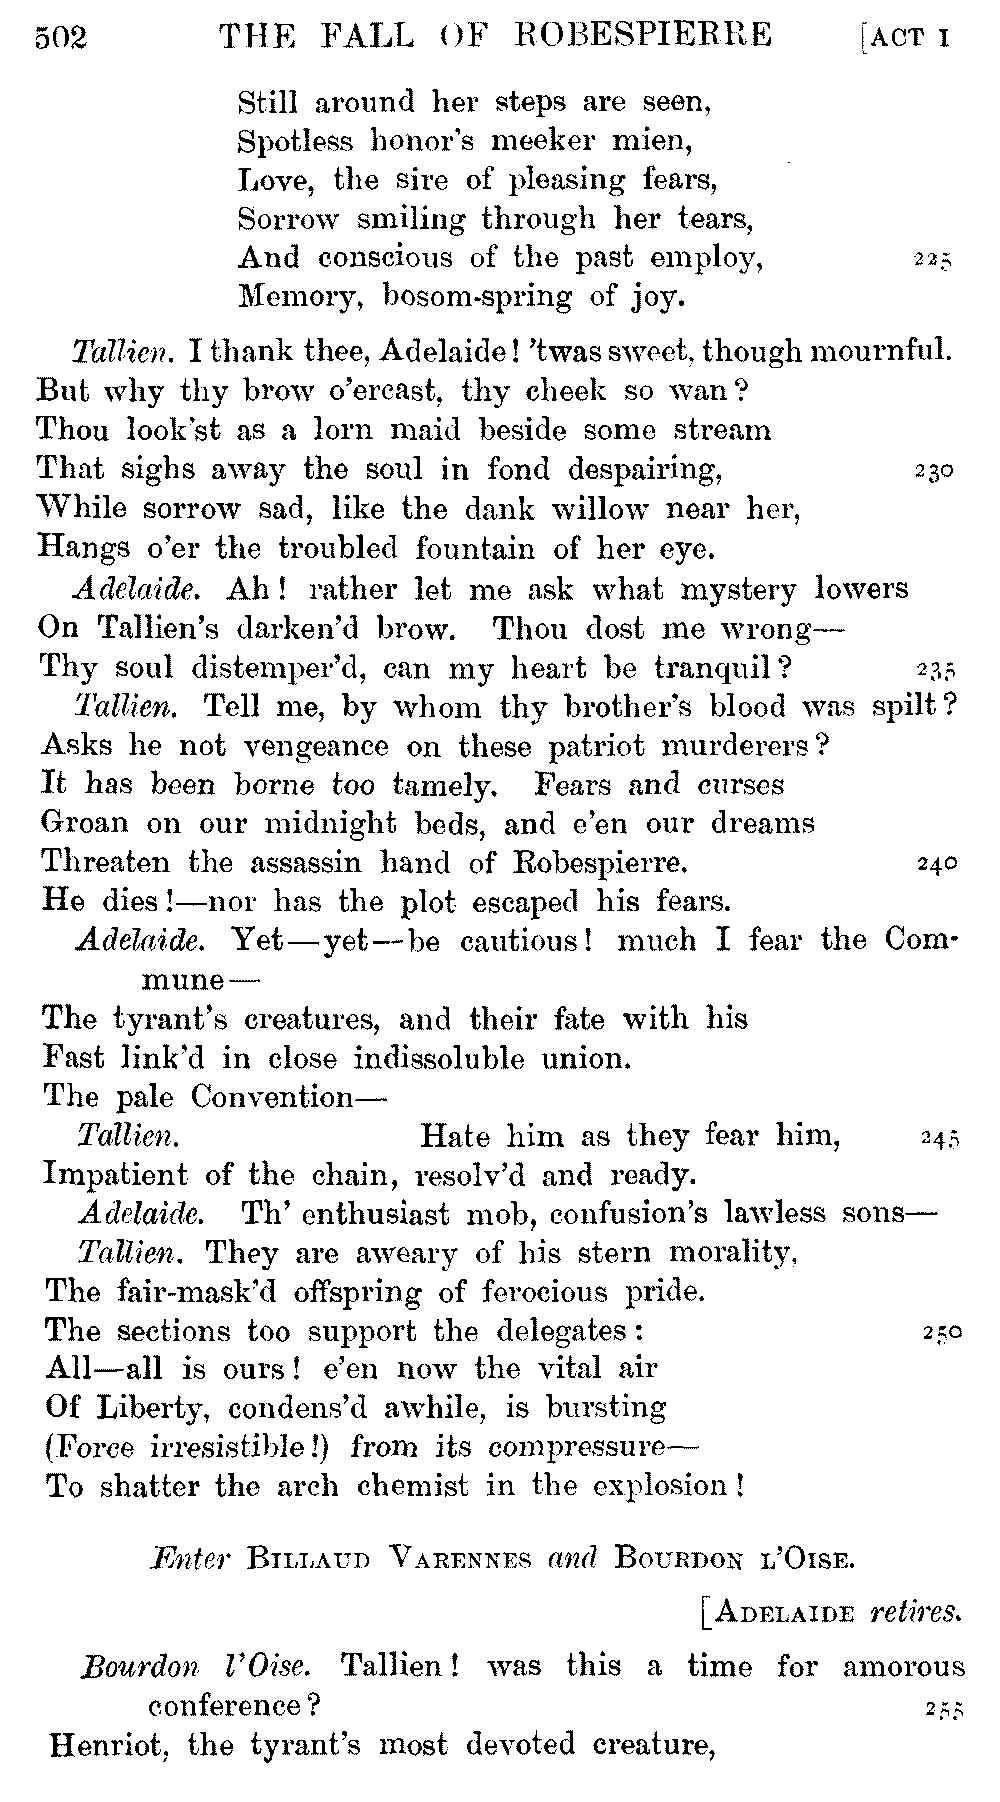 502 THE FALL OF ROBESPIERRE [ACT I
Still around her steps are seen,
Spotless honor's meeker mien,
Love, the sire of pleasing fears,
Sorrow smiling through her tears,
And conscious of the past employ, 225
Memory, bosom-spring of joy.
Tallien. I thank thee, Adelaide! 'twas sweet, though mournful.
But why thy brow o'ercast, thy cheek so wan?
Thou look'st as a lorn maid beside some stream
That sighs away the soul in fond despairing, 230
While sorrow sad, like the dank willow near her,
Hangs o'er the troubled fountain of her eye.
Adelaide. Ah! rather let me ask what mystery lowers
On Tallien's darken'd brow. Thou dost me wrong—
Thy soul distemper'd, can my heart be tranquil? 235
Tallien. Tell me, by whom thy brother's blood was spilt?
Asks he not vengeance on these patriot murderers?
It has been borne too tamely. Fears and curses
Groan on our midnight beds, and e'en our dreams
Threaten the assassin hand of Robespierre. 240
He dies!—nor has the plot escaped his fears.
Adelaide. Yet—yet—be cautious! much I fear the Com-
mune—
The tyrant's creatures, and their fate with his
Fast link'd in close indissoluble union.
The pale Convention—
Tallien. Hate him as they fear him, 245
Impatient of the chain, resolv'd and ready.
Adelaide. Th' enthusiast mob, confusion's lawless sons—
Tallien. They are aweary of his stern morality,
The fair-mask'd offspring of ferocious pride.
The sections too support the delegates: 250
All—all is ours! e'en now the vital air
Of Liberty, condens'd awhile, is bursting
(Force irresistible!) from its compressure—
To shatter the arch chemist in the explosion!
Enter BILLAUD VARENNES and BOURDON L'OISE.
[ADELAIDE retires.
Bourdon l'Oise. Tallien! was this a time for amorous
conference? 255
Henriot, the tyrant's most devoted creature,